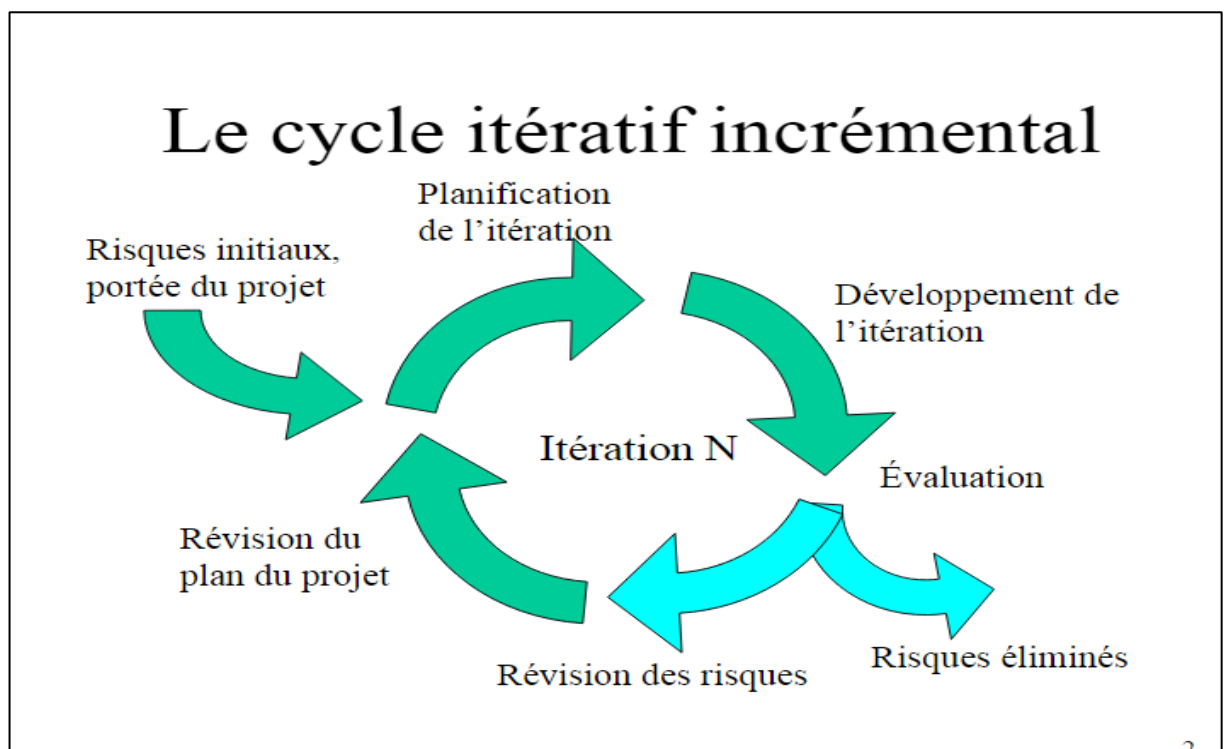 Le cycle itératif incrémental
Planification
de l’itération
Risques initiaux,
portée du projet
Développement de
l’itération
Itération N
Évaluation
Révision du
plan du projet
Révision des risques
Risques éliminés